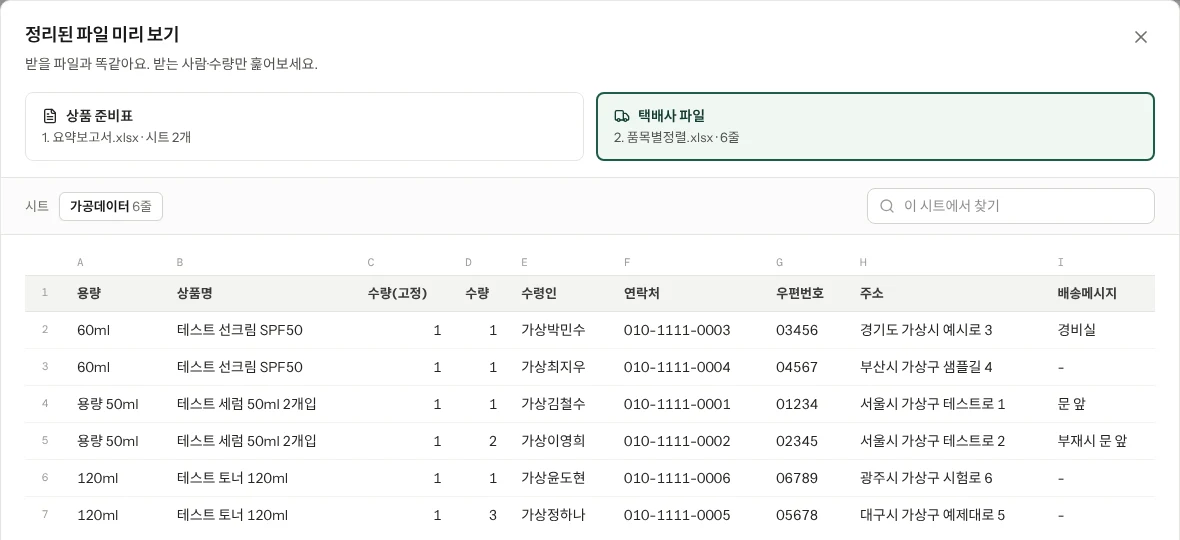 정리된 파일 미리 보기
받을 파일과 똑같아요. 받는 사람·수량만 훑어보세요.
상품 준비표
1. 요약보고서.xlsx · 시트 2개
택배사 파일
2. 품목별정렬.xlsx · 6줄
시트 가공데이터 6줄 이 시트에서 찾기
A B C D E F G H I
1 용량 상품명 수량(고정) 수량 수령인 연락처 우편번호 주소 배송메시지
2 60ml 테스트 선크림 SPF50 1 1 가상박민수 010-1111-0003 03456 경기도 가상시 예시로 3 경비실
3 60ml 테스트 선크림 SPF50 1 1 가상최지우 010-1111-0004 04567 부산시 가상구 샘플길 4 -
4 용량 50ml 테스트 세럼 50ml 2개입 1 1 가상김철수 010-1111-0001 01234 서울시 가상구 테스트로 1 문 앞
5 용량 50ml 테스트 세럼 50ml 2개입 1 2 가상이영희 010-1111-0002 02345 서울시 가상구 테스트로 2 부재시 문 앞
6 120ml 테스트 토너 120ml 1 1 가상윤도현 010-1111-0006 06789 광주시 가상구 시험로 6 -
7 120ml 테스트 토너 120ml 1 3 가상정하나 010-1111-0005 05678 대구시 가상구 예제대로 5 -